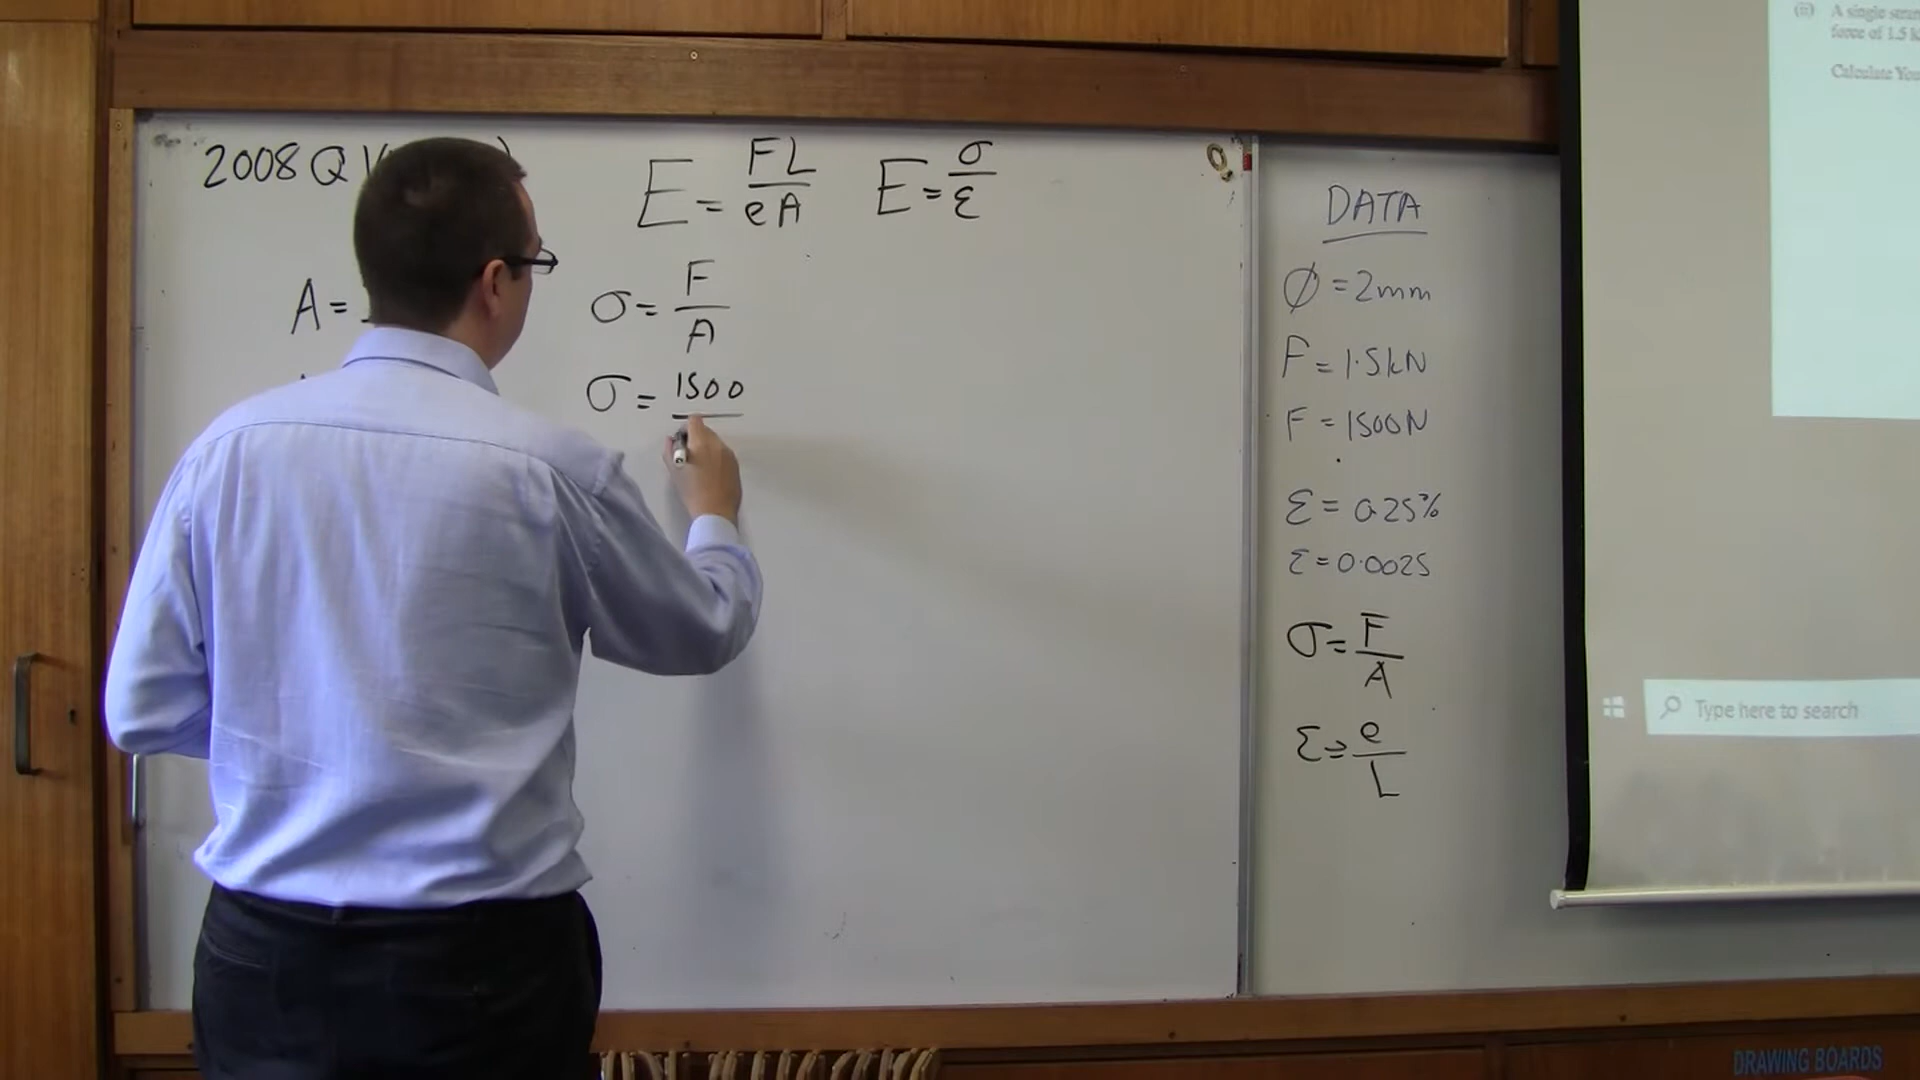 2008 Q
E = FL / eA
E = σ / ε
A =
σ = F / A
σ = 1500
DATA
Ø = 2mm
F = 1.5kN
F = 1500N
ε = 0.25%
ε = 0.0025
σ = F / A
ε = e / L
(ii) A single
force of 1.5
Calculate
Type here to search
DRAWING BOARDS